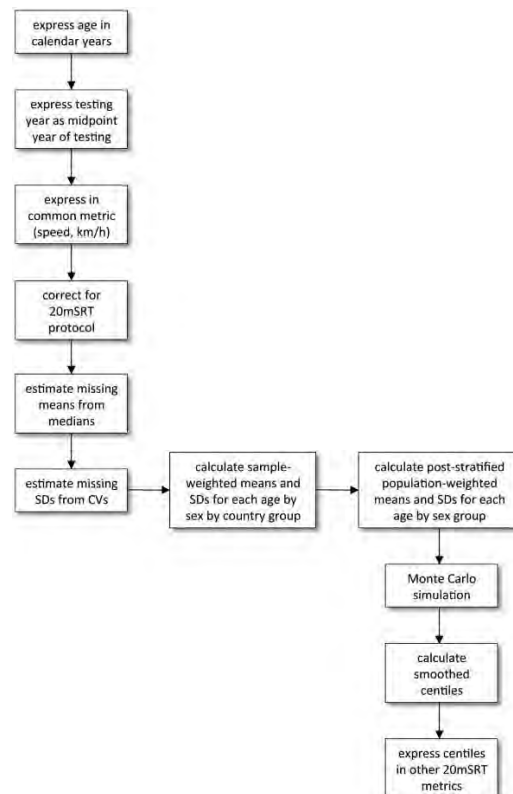 express age in
calendar years
express testing
year as midpoint
year of testing
express in
common metric
(speed, km/h)
correct for
20mSRT
protocol
estimate missing
means from
medians
estimate missing
SDs from CVs
calculate sample-
weighted means and
SDs for each age by
sex by country group
calculate post-stratified
population-weighted
means and SDs for each
age by sex group
Monte Carlo
simulation
calculate
smoothed
centiles
express centiles
in other 20mSRT
metrics